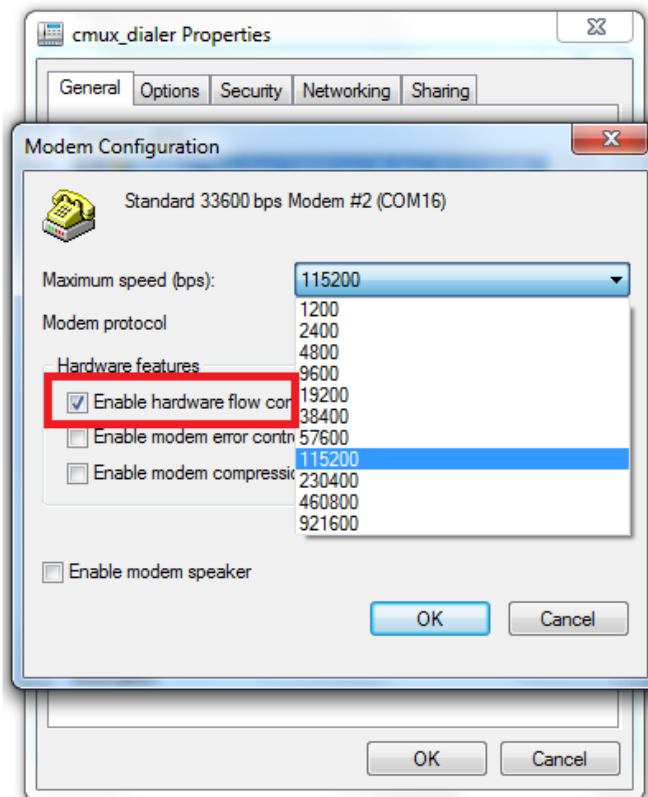 cmux_dialer Properties
General Options Security Networking Sharing
Modem Configuration
Standard 33600 bps Modem #2 (COM16)
Maximum speed (bps): 115200
1200
Modem protocol
2400
4800
Hardware features
9600
19200
Enable hardware flow con
38400
Enable modem error contr
57600
115200
Enable modem compressio
230400
460800
921600
Enable modem speaker
OK Cancel
OK Cancel